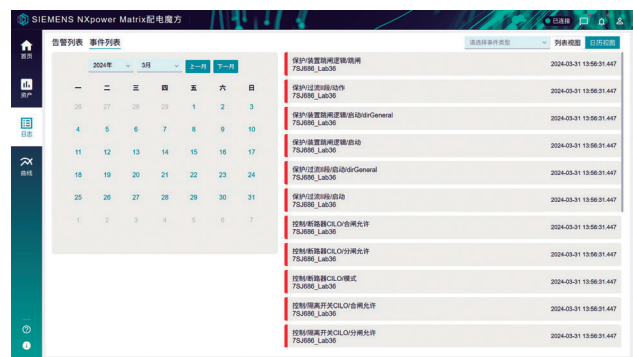 SIEMENS NXpower Matrix配电魔方
已连接
首页
资产
日志
曲线
告警列表 事件列表
请选择事件类型
列表视图 日历视图
2024年 3月 上一月 下一月
一 二 三 四 五 六 日
26 27 28 29 1 2 3
4 5 6 7 8 9 10
11 12 13 14 15 16 17
18 19 20 21 22 23 24
25 26 27 28 29 30 31
1 2 3 4 5 6 7
保护/装置跳闸逻辑/跳闸
7SJ686_Lab36
2024-03-31 13:56:31.447
保护/过流II段/动作
7SJ686_Lab36
2024-03-31 13:56:31.447
保护/装置跳闸逻辑/启动/dirGeneral
7SJ686_Lab36
2024-03-31 13:56:31.447
保护/装置跳闸逻辑/启动
7SJ686_Lab36
2024-03-31 13:56:31.447
保护/过流II段/启动/dirGeneral
7SJ686_Lab36
2024-03-31 13:56:31.447
保护/过流II段/启动
7SJ686_Lab36
2024-03-31 13:56:31.447
控制/断路器CILO/合闸允许
7SJ686_Lab36
2024-03-31 13:56:31.447
控制/断路器CILO/分闸允许
7SJ686_Lab36
2024-03-31 13:56:31.447
控制/断路器CILO/模式
7SJ686_Lab36
2024-03-31 13:56:31.447
控制/隔离开关CILO/合闸允许
7SJ686_Lab36
2024-03-31 13:56:31.447
控制/隔离开关CILO/分闸允许
7SJ686_Lab36
2024-03-31 13:56:31.447